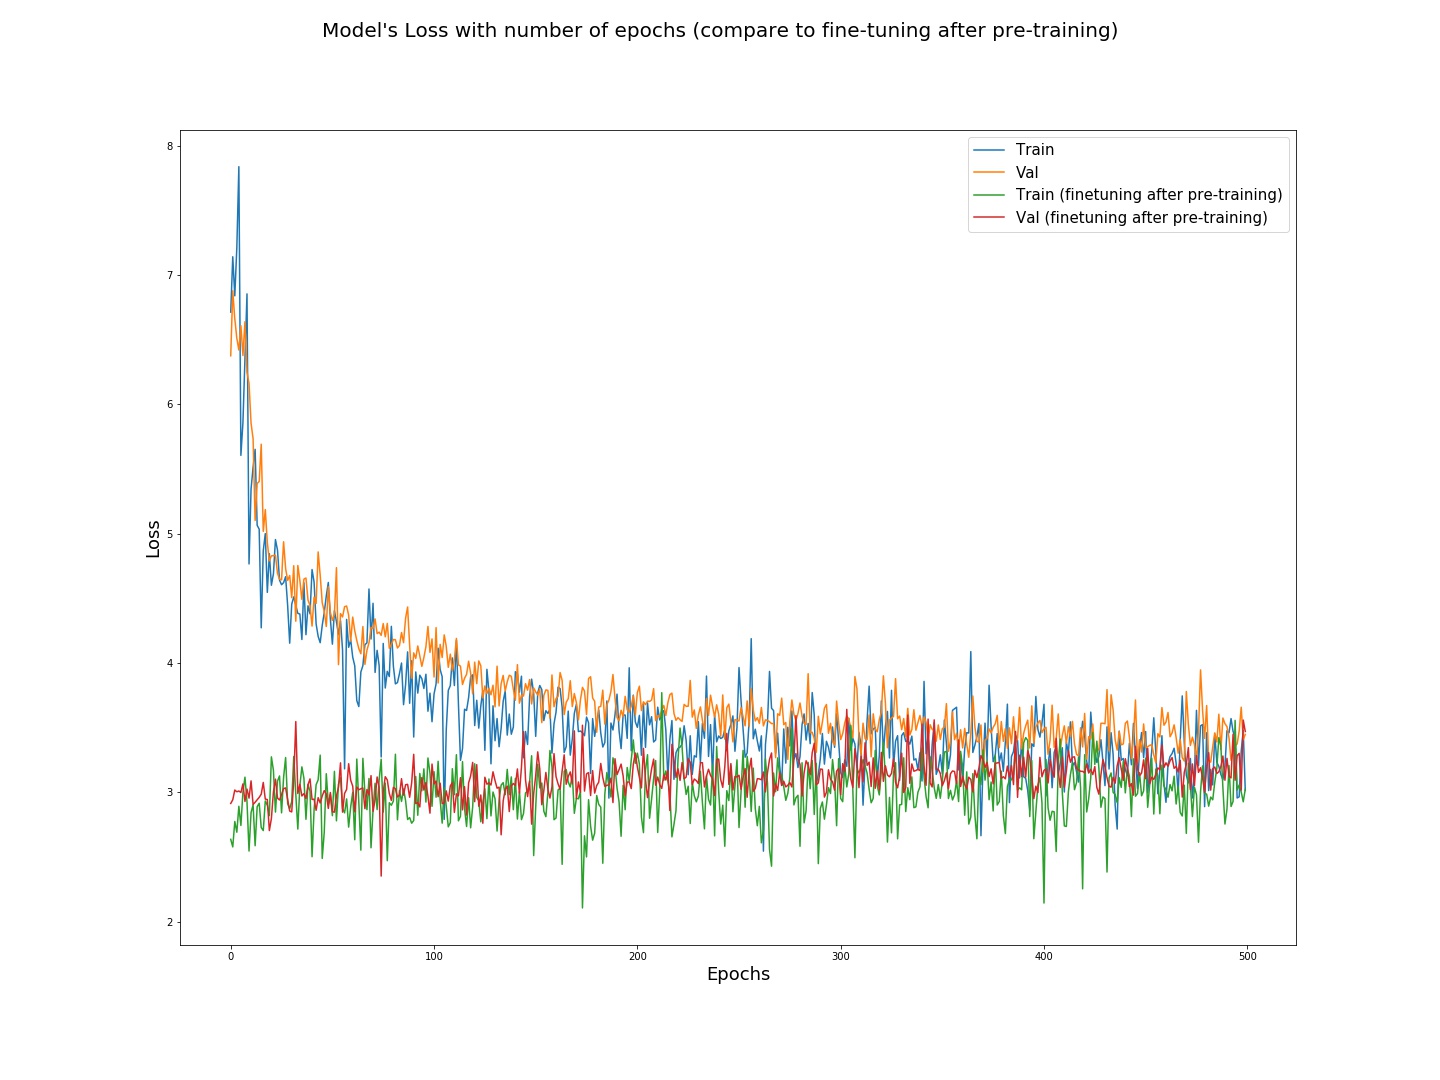 Model's Loss with number of epochs (compare to fine-tuning after pre-training)
8
7
6
5
4
3
2
Loss
Train
Val
Train (finetuning after pre-training)
Val (finetuning after pre-training)
0 100 200 300 400 500
Epochs